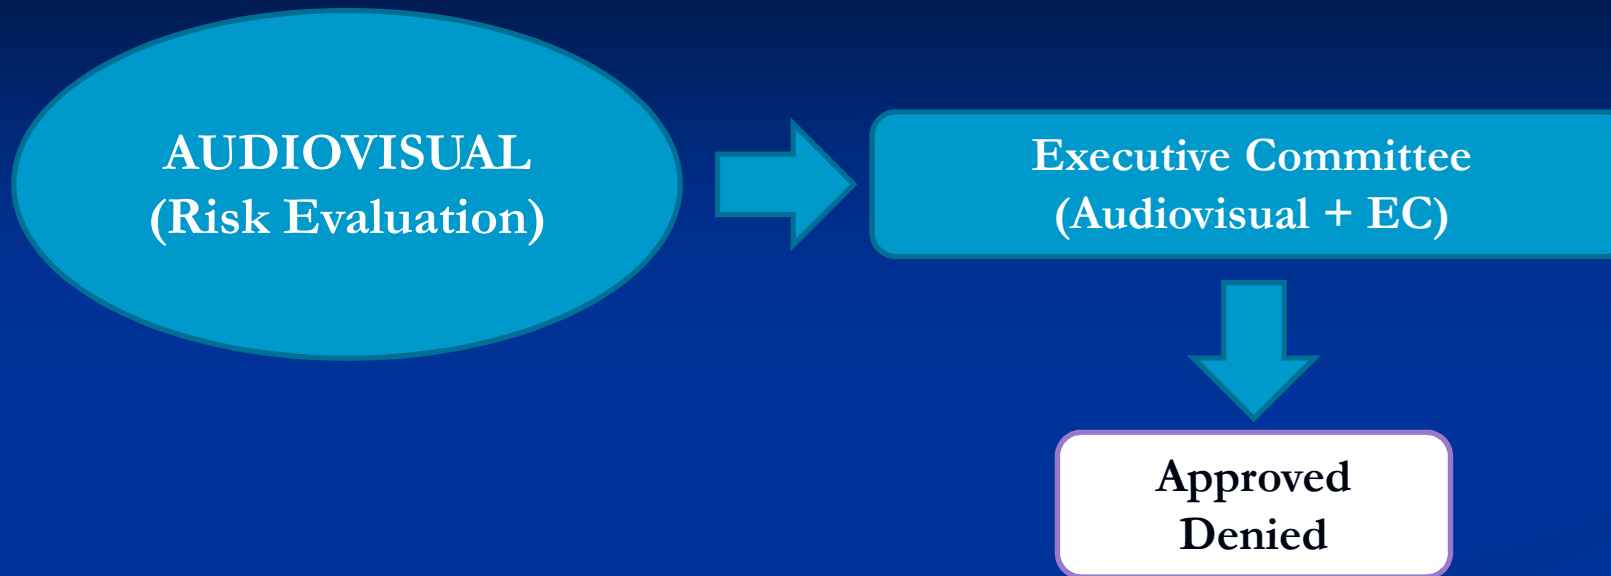 AUDIOVISUAL
(Risk Evaluation)
Executive Committee
(Audiovisual + EC)
Approved
Denied